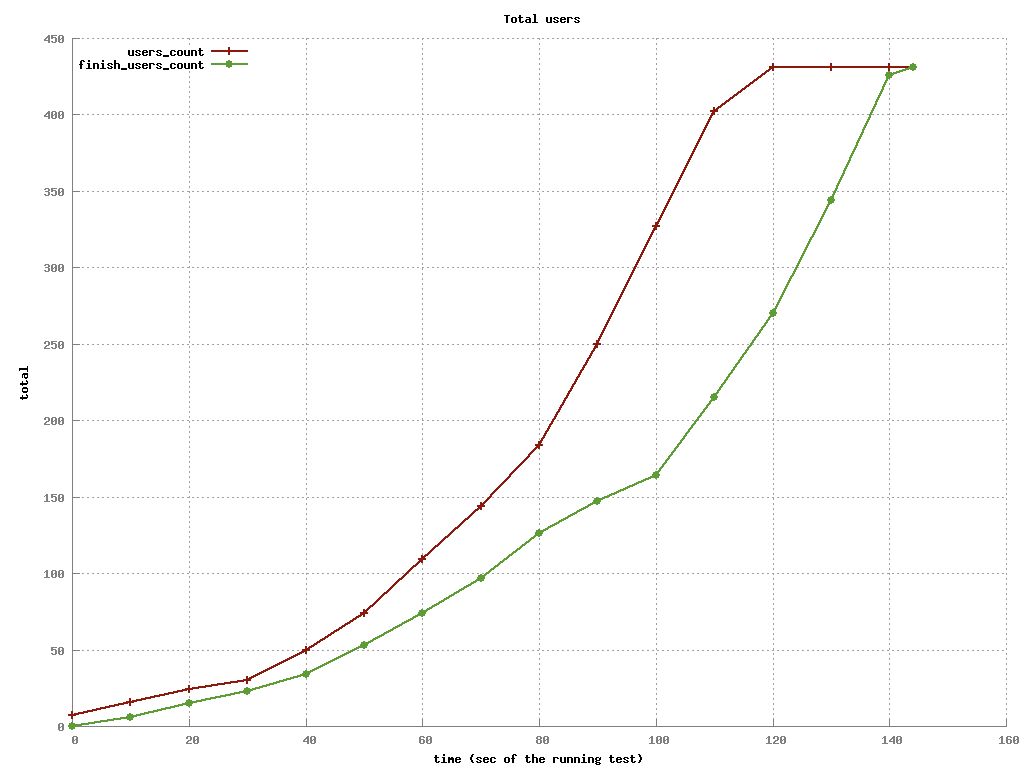 Total users
users_count
finish_users_count
450
400
350
300
250
200
150
100
50
0
total
0 20 40 60 80 100 120 140 160
time (sec of the running test)